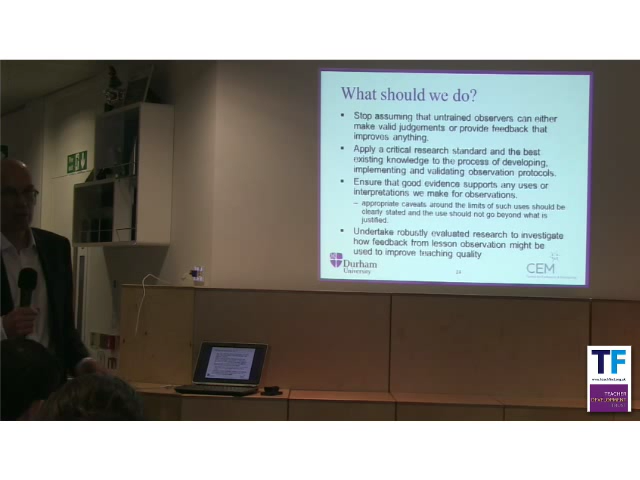 What should we do?
• Stop assuming that untrained observers can either
make valid judgements or provide feedback that
improves anything.
• Apply a critical research standard and the best
existing knowledge to the process of developing,
implementing and validating observation protocols.
• Ensure that good evidence supports any uses or
interpretations we make for observations.
– appropriate caveats around the limits of such uses should be
clearly stated and the use should not go beyond what is
justified.
• Undertake robustly evaluated research to investigate
how feedback from lesson observation might be
used to improve teaching quality
Durham
University
CEM
TF
TEACHER
DEVELOPMENT
TRUST